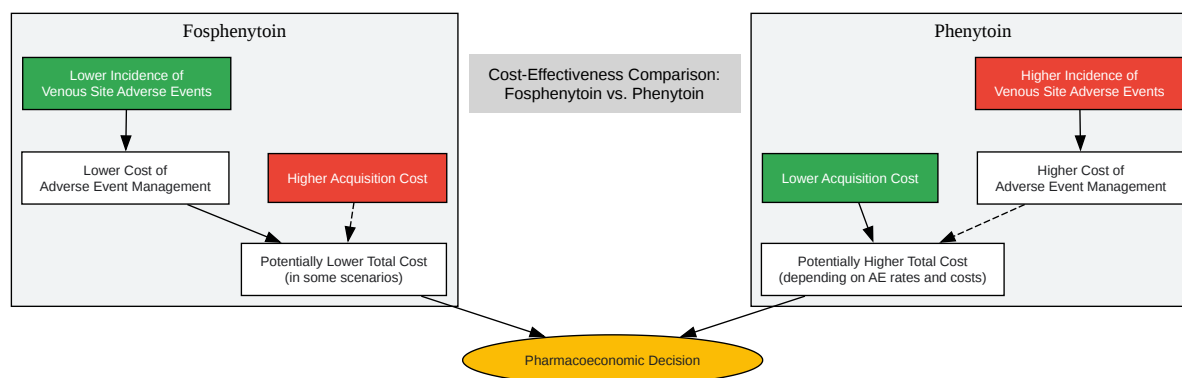 Fosphenytoin
Lower Incidence of
Venous Site Adverse Events
Lower Cost of
Adverse Event Management
Higher Acquisition Cost
Potentially Lower Total Cost
(in some scenarios)
Cost-Effectiveness Comparison:
Fosphenytoin vs. Phenytoin
Phenytoin
Higher Incidence of
Venous Site Adverse Events
Lower Acquisition Cost
Higher Cost of
Adverse Event Management
Potentially Higher Total Cost
(depending on AE rates and costs)
Pharmacoeconomic Decision